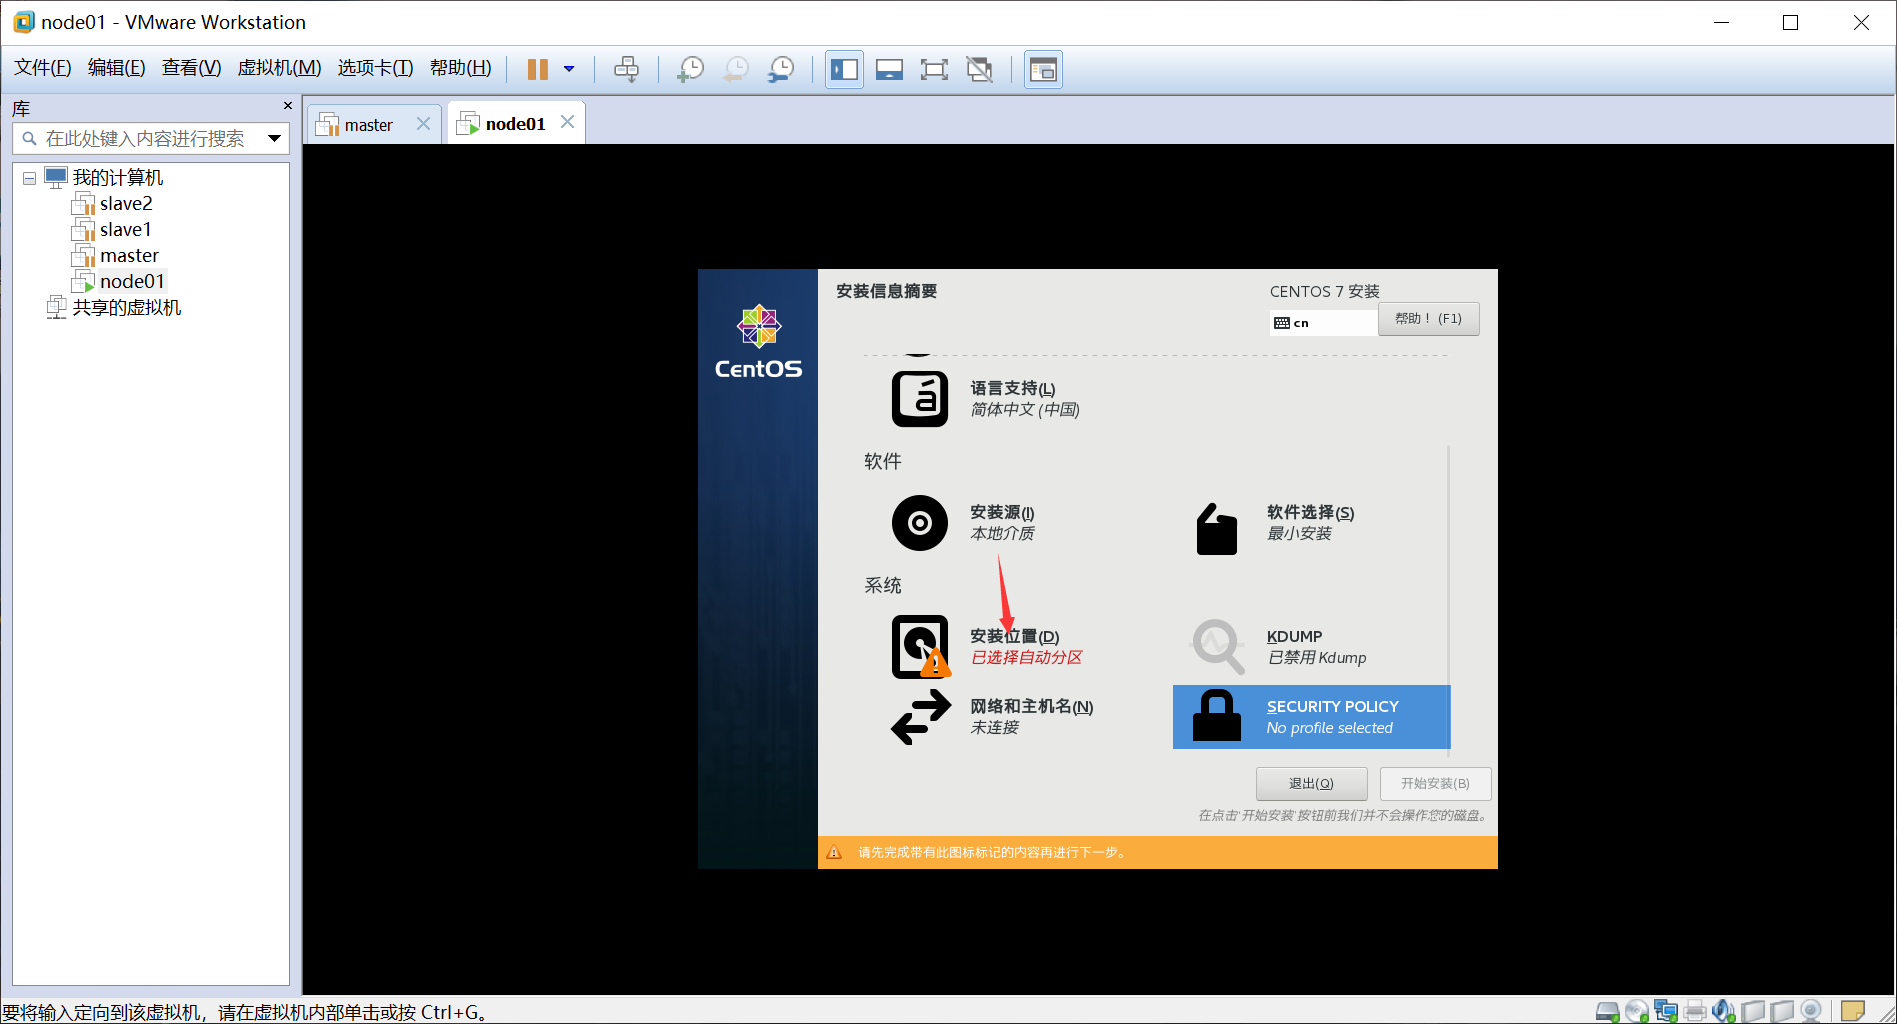 node01 - VMware Workstation
文件(F) 编辑(E) 查看(V) 虚拟机(M) 选项卡(T) 帮助(H)
库
在此处键入内容进行搜索
我的计算机
slave2
slave1
master
node01
共享的虚拟机
master
node01
安装信息摘要
CENTOS 7 安装
cn
帮助！ (F1)
CentOS
语言支持(L)
简体中文 (中国)
软件
安装源(I)
本地介质
软件选择(S)
最小安装
系统
安装位置(D)
已选择自动分区
KDUMP
已禁用 Kdump
网络和主机名(N)
未连接
SECURITY POLICY
No profile selected
退出(Q)
开始安装(B)
在点击'开始安装'按钮前我们并不会操作您的磁盘。
请先完成带有此图标标记的内容再进行下一步。
要将输入定向到该虚拟机，请在虚拟机内部单击或按 Ctrl+G。